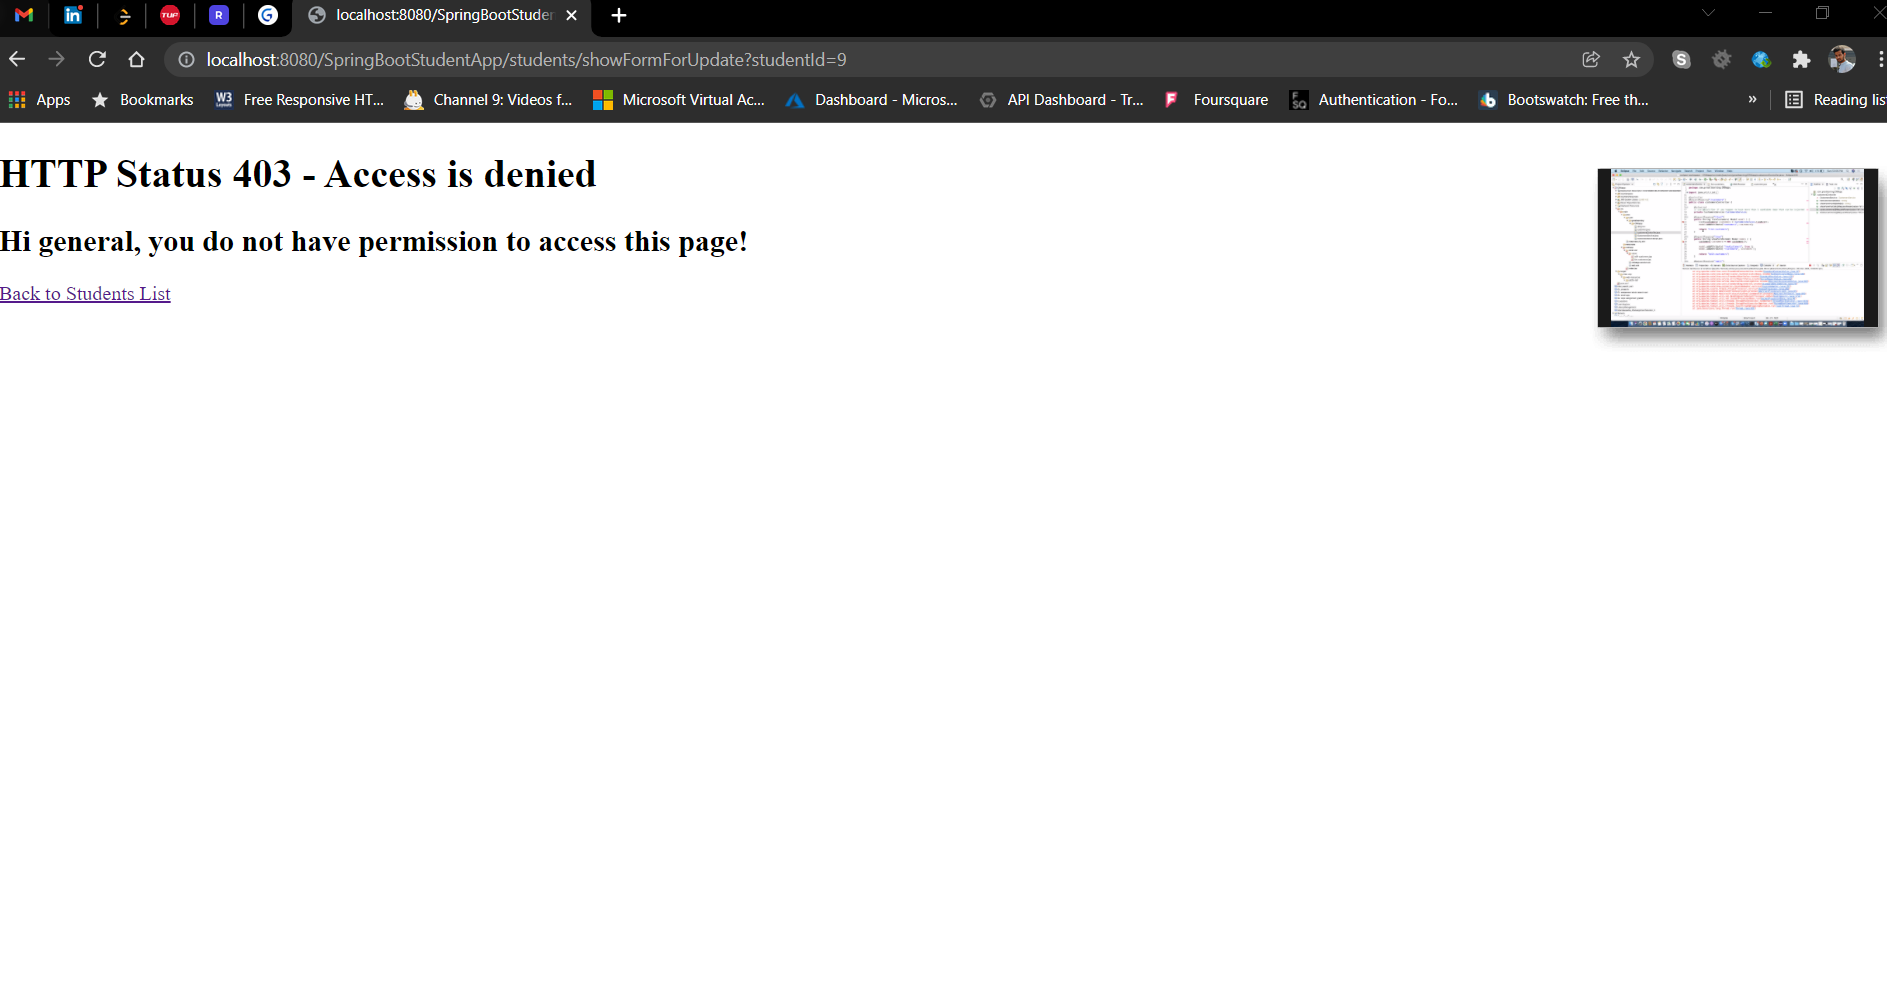 localhost:8080/SpringBootStuden
localhost:8080/SpringBootStudentApp/students/showFormForUpdate?studentId=9
Apps Bookmarks Free Responsive HT... Channel 9: Videos f... Microsoft Virtual Ac... Dashboard - Micros... API Dashboard - Tr... Foursquare Authentication - Fo... Bootswatch: Free th... » Reading lis
HTTP Status 403 - Access is denied
Hi general, you do not have permission to access this page!
Back to Students List